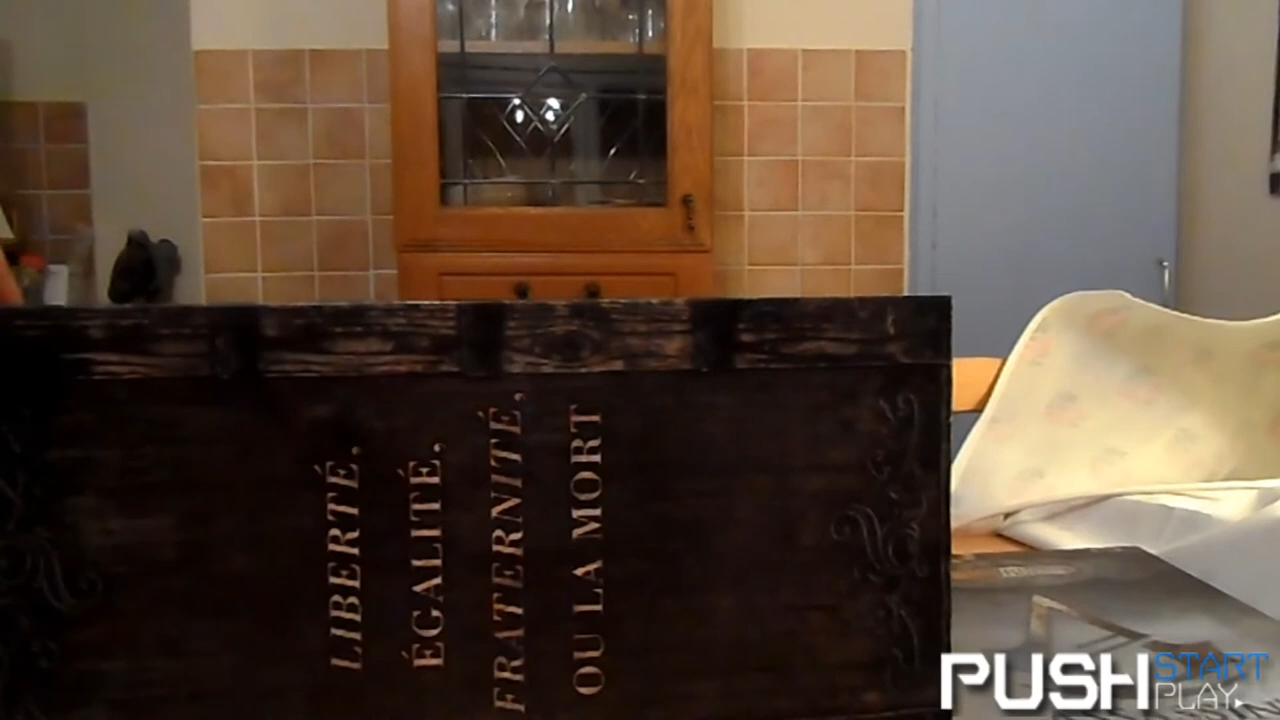 LIBERTÉ,
ÉGALITÉ,
FRATERNITÉ,
OU LA MORT
PUSH START
PLAY